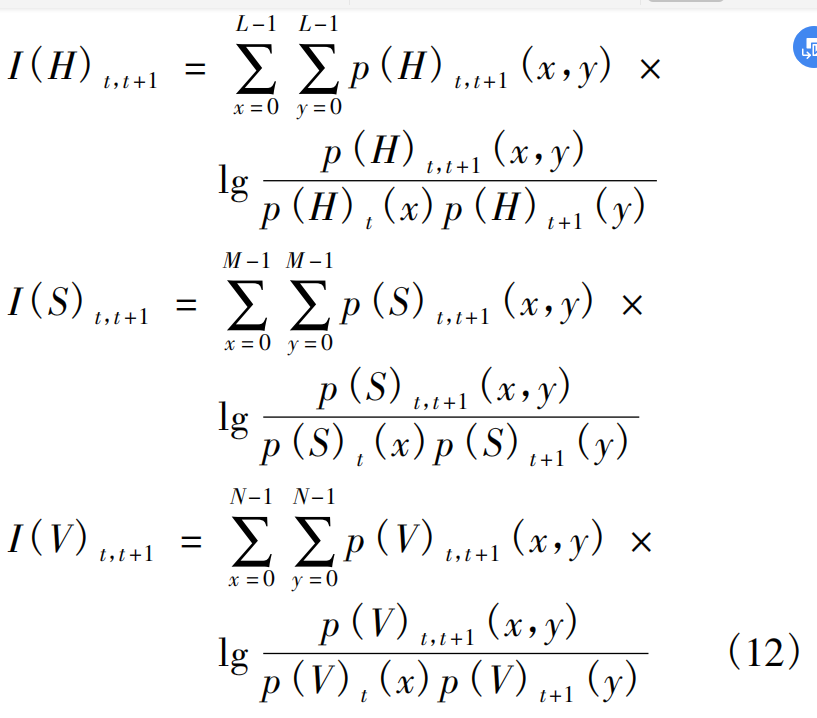 I(H)_{t,t+1} = \sum_{x=0}^{L-1} \sum_{y=0}^{L-1} p(H)_{t,t+1}(x,y) ×
lg \frac{p(H)_{t,t+1}(x,y)}{p(H)_t(x)p(H)_{t+1}(y)}
I(S)_{t,t+1} = \sum_{x=0}^{M-1} \sum_{y=0}^{M-1} p(S)_{t,t+1}(x,y) ×
lg \frac{p(S)_{t,t+1}(x,y)}{p(S)_t(x)p(S)_{t+1}(y)}
I(V)_{t,t+1} = \sum_{x=0}^{N-1} \sum_{y=0}^{N-1} p(V)_{t,t+1}(x,y) ×
lg \frac{p(V)_{t,t+1}(x,y)}{p(V)_t(x)p(V)_{t+1}(y)} (12)